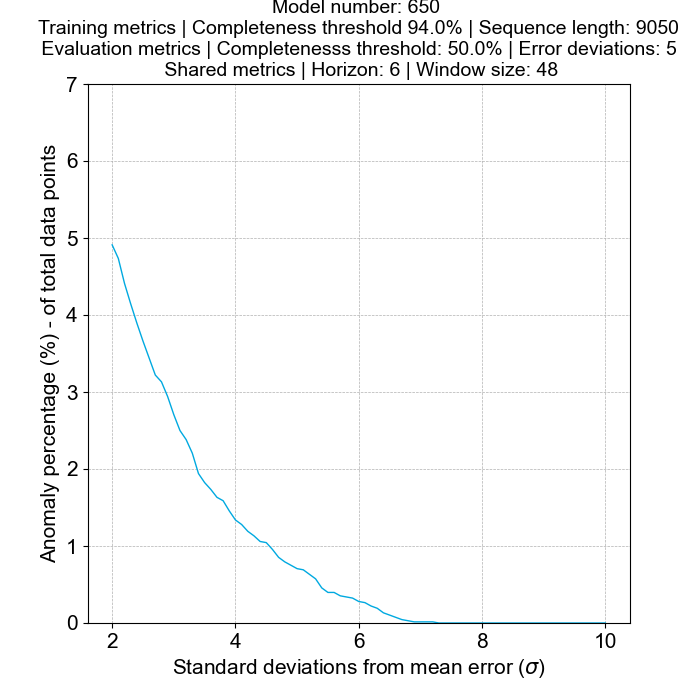 Model number: 650
Training metrics | Completeness threshold 94.0% | Sequence length: 9050
Evaluation metrics | Completenesss threshold: 50.0% | Error deviations: 5
Shared metrics | Horizon: 6 | Window size: 48
7
6
5
4
3
2
1
0
Anomaly percentage (%) - of total data points
2 4 6 8 10
Standard deviations from mean error (σ)